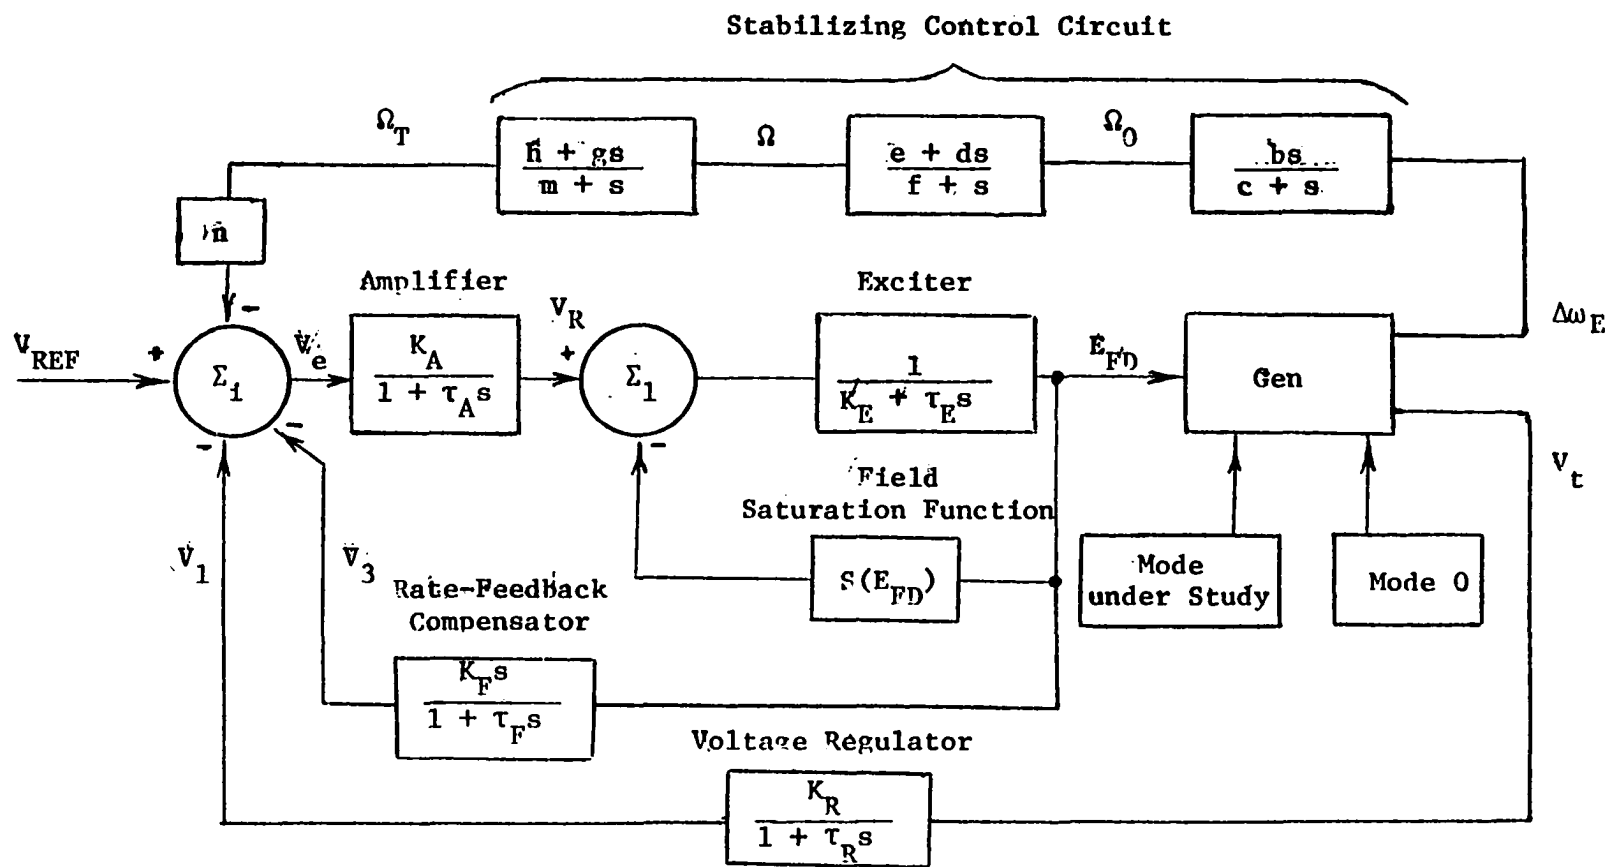 Stabilizing Control Circuit
Ω_T
h + gs
m + s
Ω
e + ds
f + s
Ω_0
bs
c + s
n
Amplifier
Exciter
V_REF
+
-
Σ_i
V_e
K_A
1 + τ_A s
V_R
+
Σ_1
1
K_E + τ_E s
E_FD
Gen
Δω_E
-
-
-
Field
Saturation Function
S(E_FD)
V_t
Mode
under Study
Mode 0
V_1
V_3
Rate-Feedback
Compensator
K_F s
1 + τ_F s
Voltage Regulator
K_R
1 + τ_R s